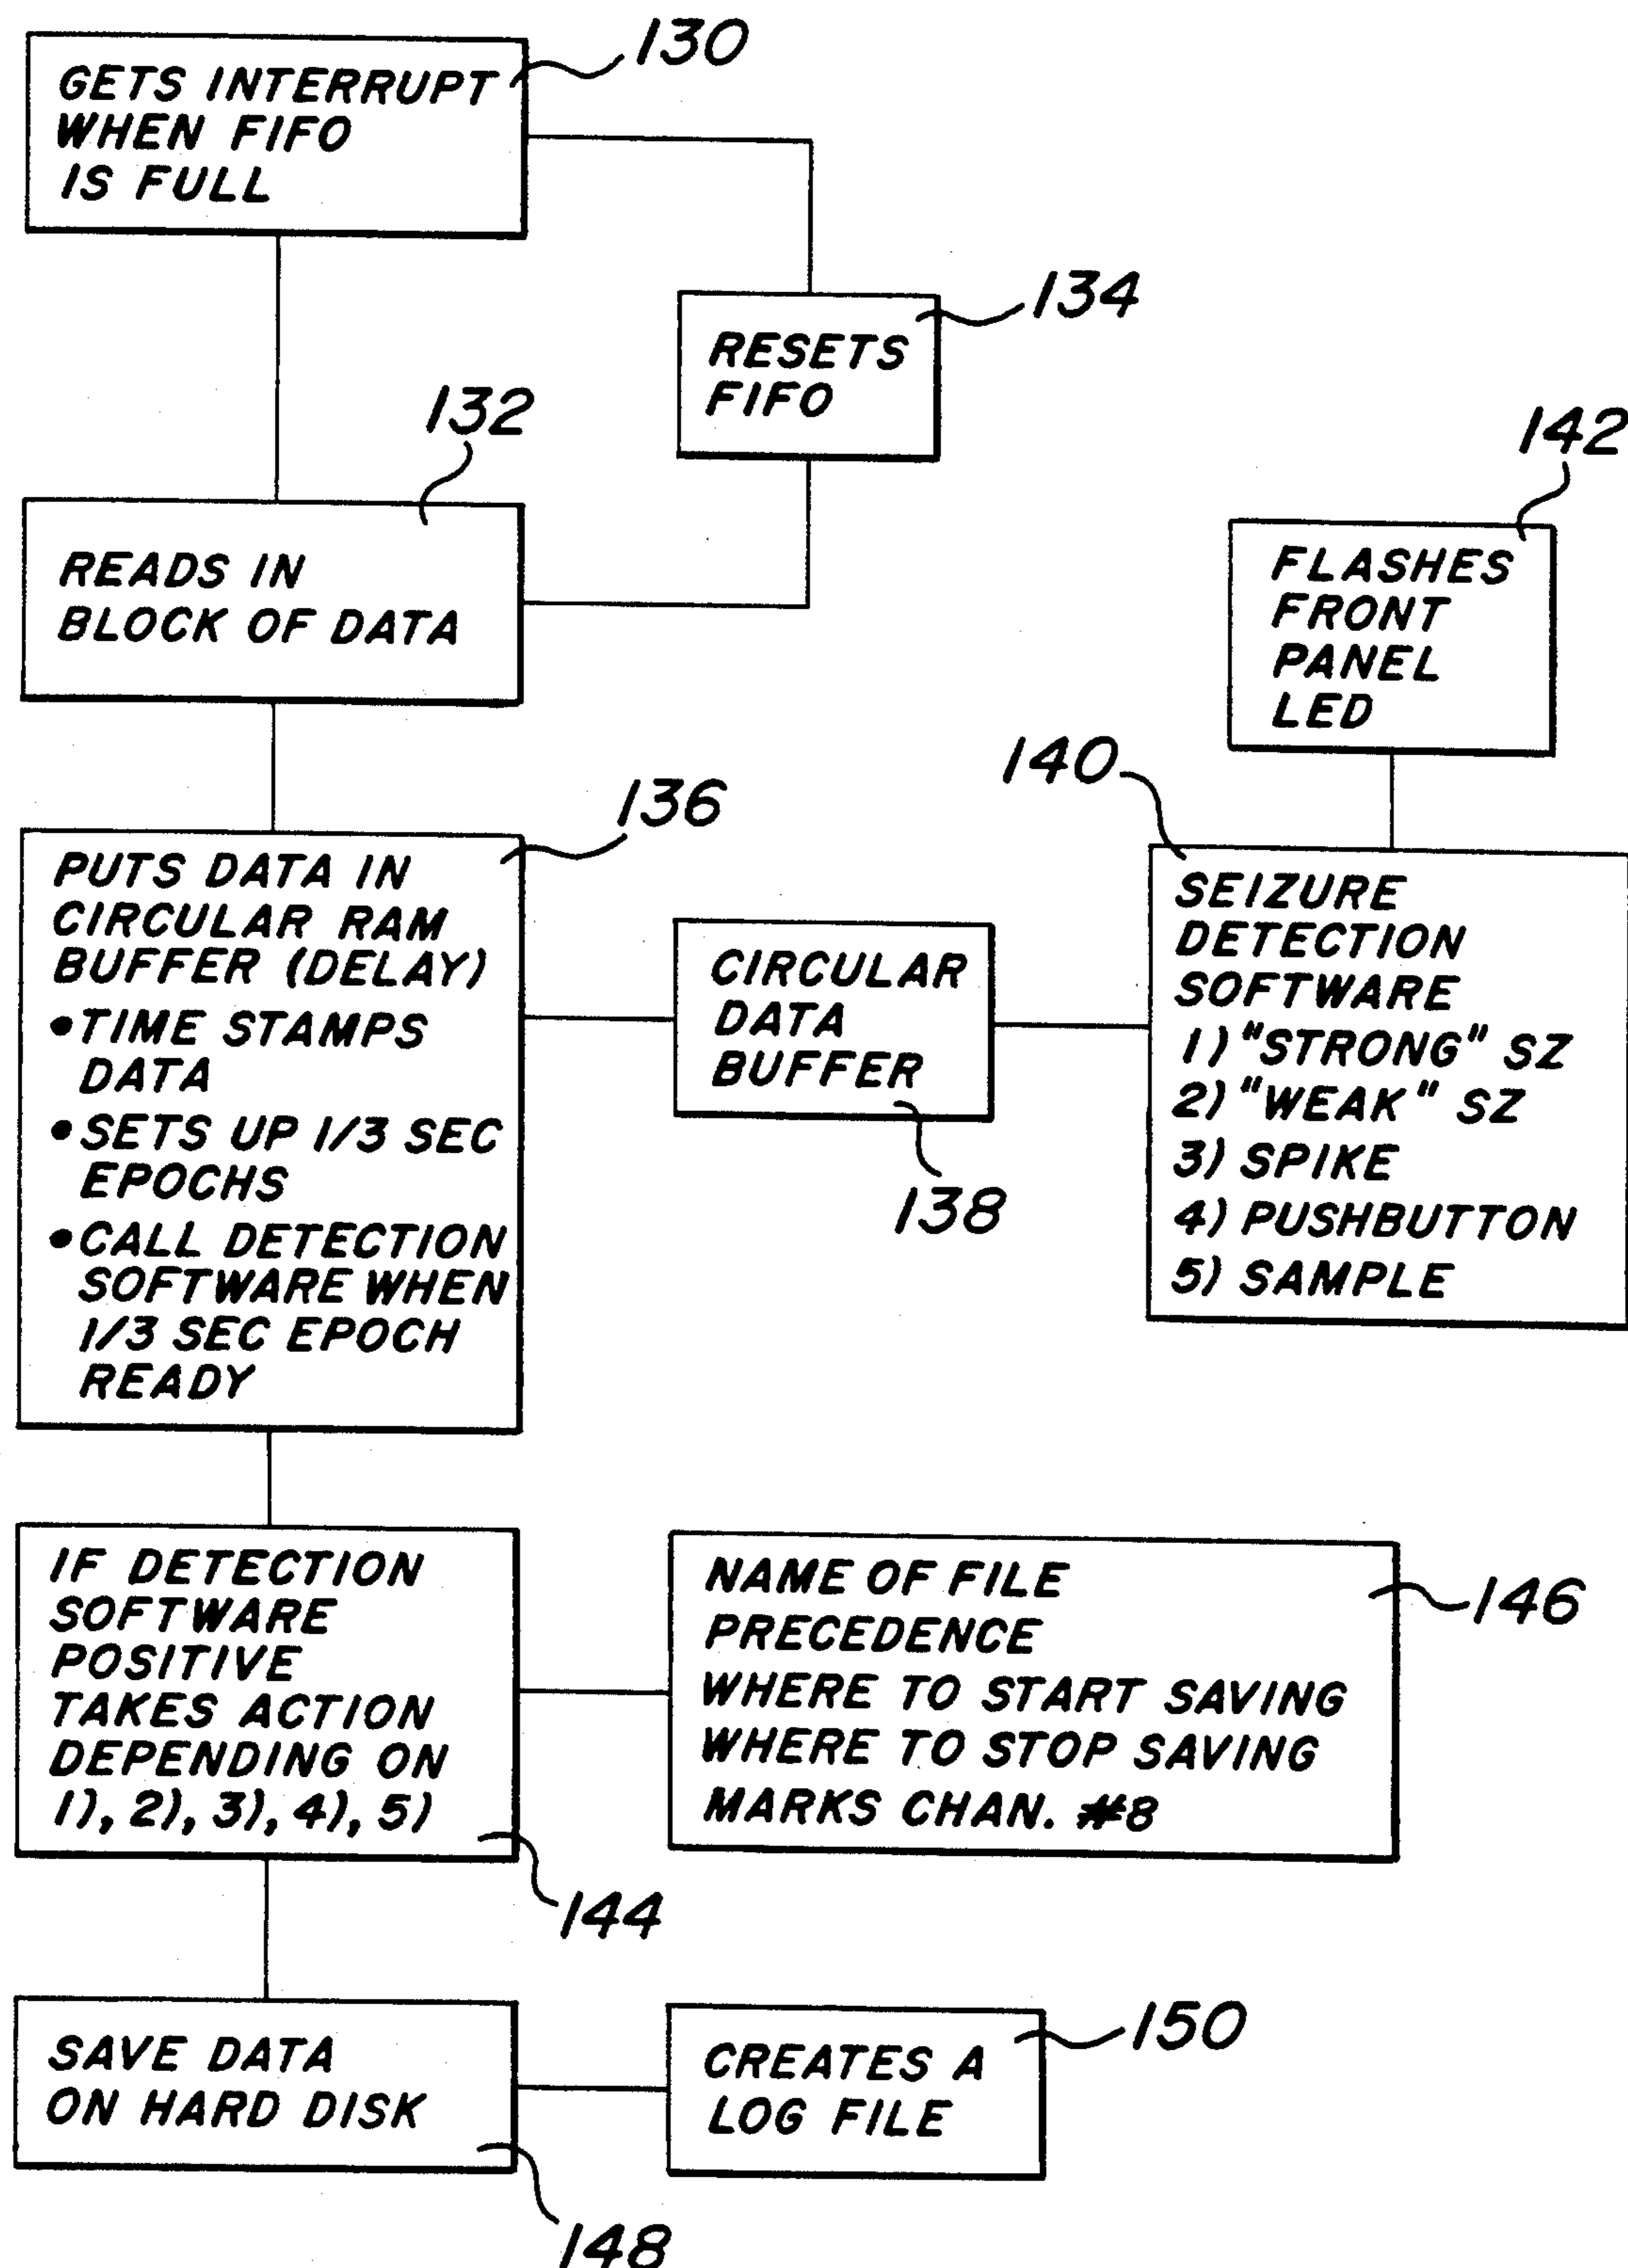 130
GETS INTERRUPT
WHEN FIFO
IS FULL
134
RESETS
FIFO
132
READS IN
BLOCK OF DATA
142
FLASHES
FRONT
PANEL
LED
136
PUTS DATA IN
CIRCULAR RAM
BUFFER (DELAY)
•TIME STAMPS
DATA
•SETS UP 1/3 SEC
EPOCHS
•CALL DETECTION
SOFTWARE WHEN
1/3 SEC EPOCH
READY
CIRCULAR
DATA
BUFFER
138
140
SEIZURE
DETECTION
SOFTWARE
1) "STRONG" SZ
2) "WEAK" SZ
3) SPIKE
4) PUSHBUTTON
5) SAMPLE
IF DETECTION
SOFTWARE
POSITIVE
TAKES ACTION
DEPENDING ON
1), 2), 3), 4), 5)
144
NAME OF FILE
PRECEDENCE
WHERE TO START SAVING
WHERE TO STOP SAVING
MARKS CHAN. #8
146
SAVE DATA
ON HARD DISK
148
CREATES A
LOG FILE
150